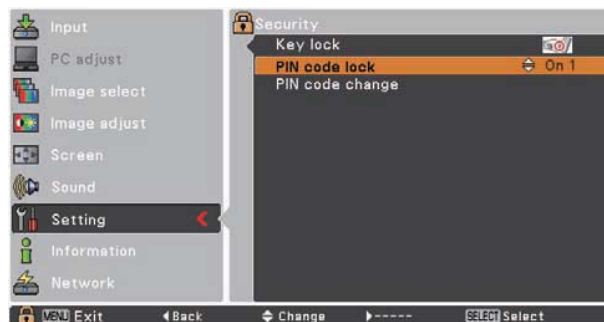 Input
PC adjust
Image select
Image adjust
Screen
Sound
Setting
Information
Network
Security
Key lock
PIN code lock On 1
PIN code change
MENU Exit Back Change ----- SELECT Select